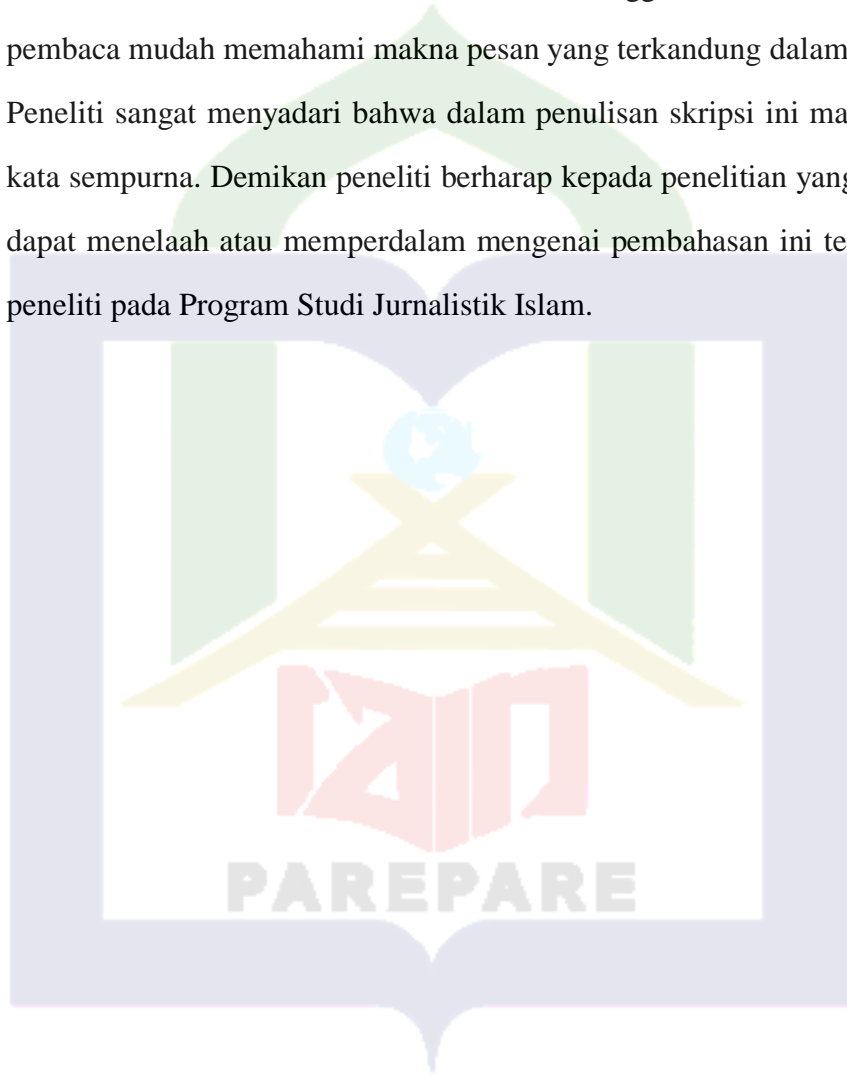 pembaca mudah memahami makna pesan yang terkandung dalam
Peneliti sangat menyadari bahwa dalam penulisan skripsi ini ma
kata sempurna. Demikan peneliti berharap kepada penelitian yang
dapat menelaah atau memperdalam mengenai pembahasan ini te
peneliti pada Program Studi Jurnalistik Islam.
iain
PAREPARE